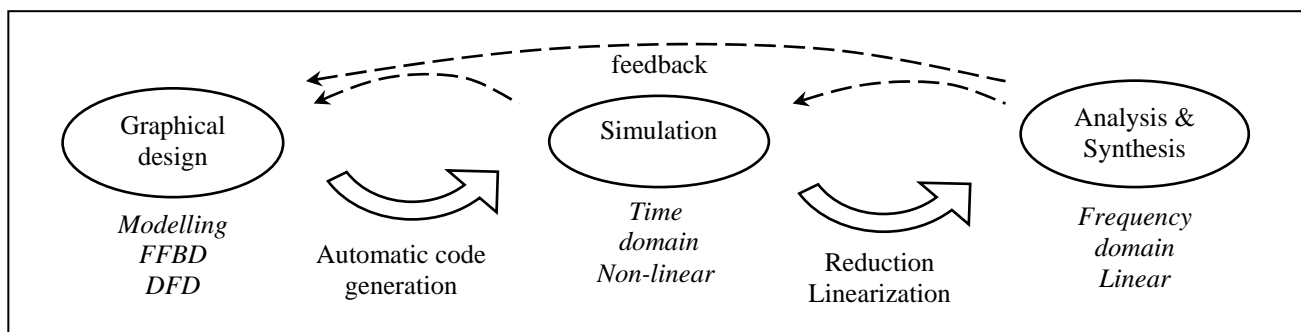 feedback
Graphical
design
Simulation
Analysis &
Synthesis
Modelling
FFBD
DFD
Automatic code
generation
Time
domain
Non-linear
Reduction
Linearization
Frequency
domain
Linear